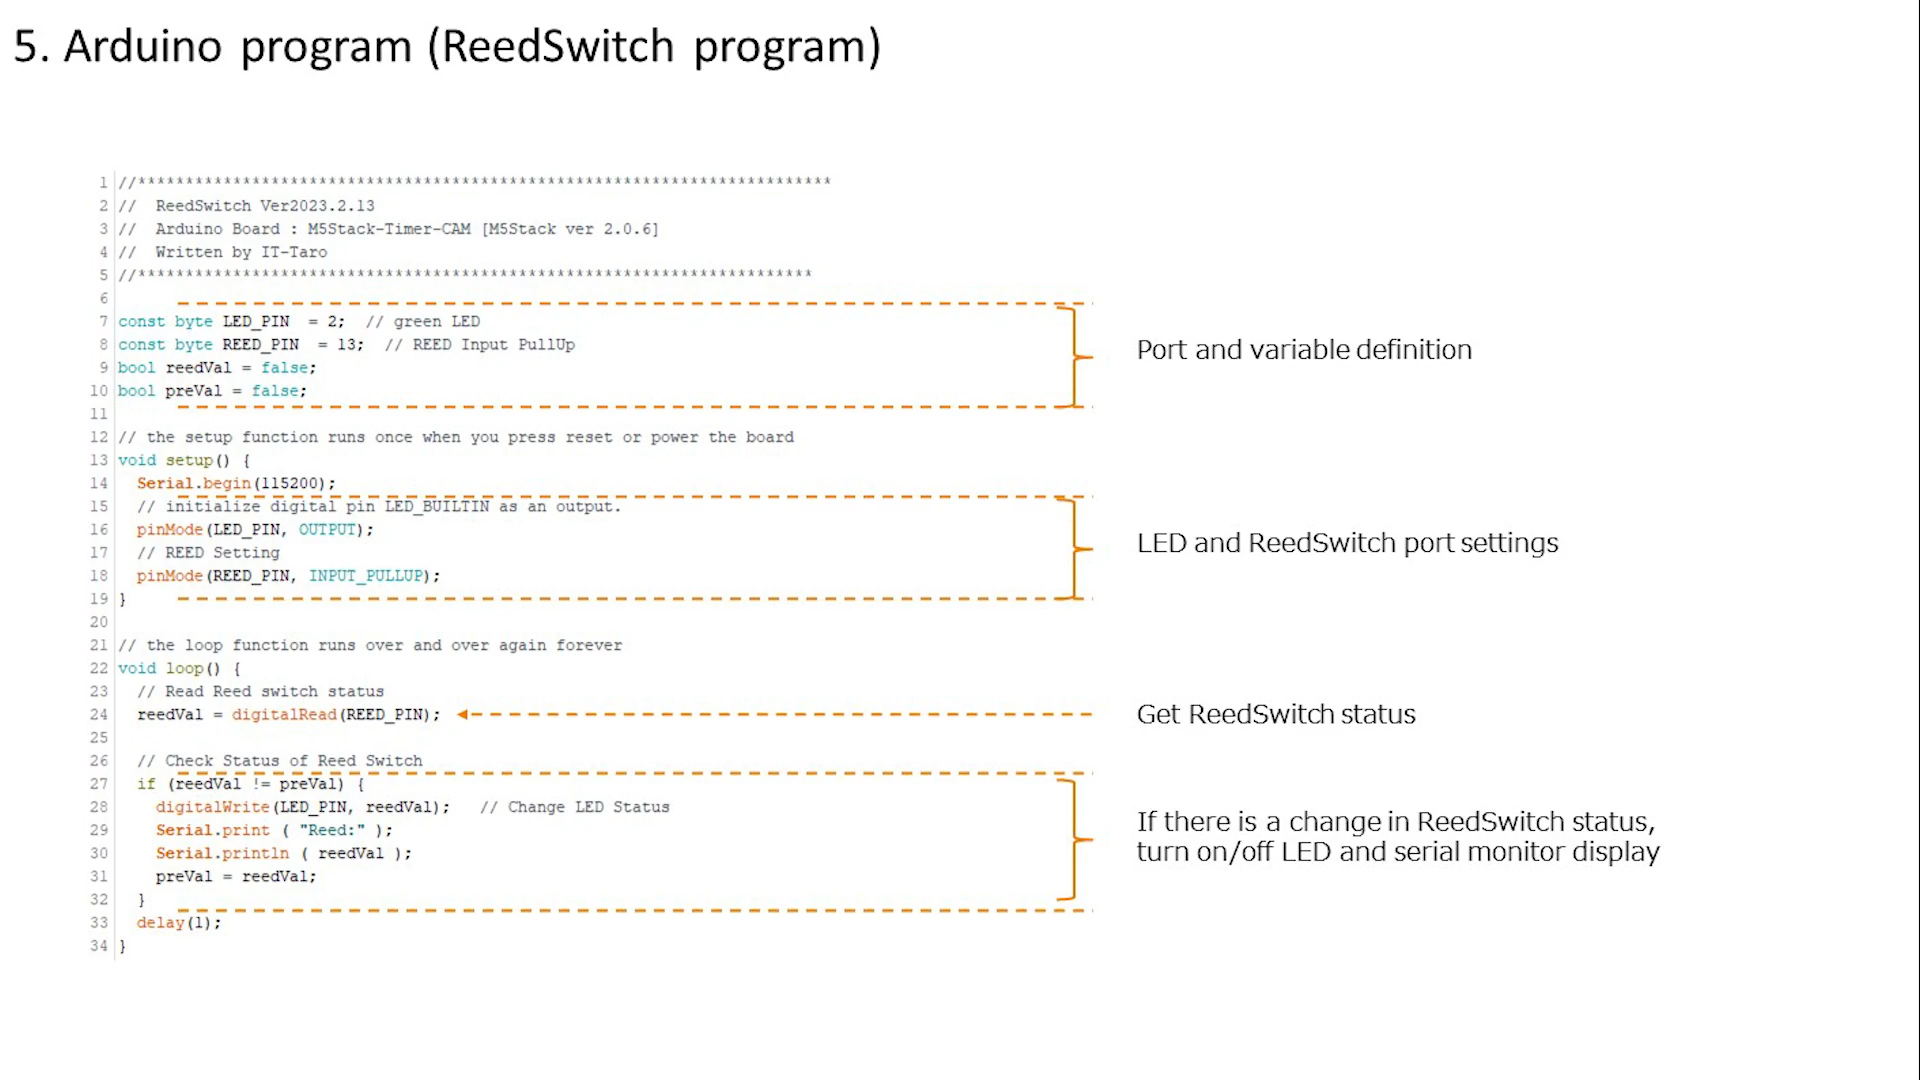 5. Arduino program (ReedSwitch program)
1 //*************************************************************************
2 //  ReedSwitch Ver2023.2.13
3 //  Arduino Board : M5Stack-Timer-CAM [M5Stack ver 2.0.6]
4 //  Written by IT-Taro
5 //***********************************************************************
6
7 const byte LED_PIN  = 2;  // green LED
8 const byte REED_PIN  = 13;  // REED Input PullUp
9 bool reedVal = false;
10 bool preVal = false;
11
Port and variable definition
12 // the setup function runs once when you press reset or power the board
13 void setup() {
14   Serial.begin(115200);
15   // initialize digital pin LED_BUILTIN as an output.
16   pinMode(LED_PIN, OUTPUT);
17   // REED Setting
18   pinMode(REED_PIN, INPUT_PULLUP);
19 }
LED and ReedSwitch port settings
20
21 // the loop function runs over and over again forever
22 void loop() {
23   // Read Reed switch status
24   reedVal = digitalRead(REED_PIN);
Get ReedSwitch status
25
26   // Check Status of Reed Switch
27   if (reedVal != preVal) {
28     digitalWrite(LED_PIN, reedVal);   // Change LED Status
29     Serial.print ( "Reed:" );
30     Serial.println ( reedVal );
31     preVal = reedVal;
32   }
33   delay(1);
34 }
If there is a change in ReedSwitch status,
turn on/off LED and serial monitor display